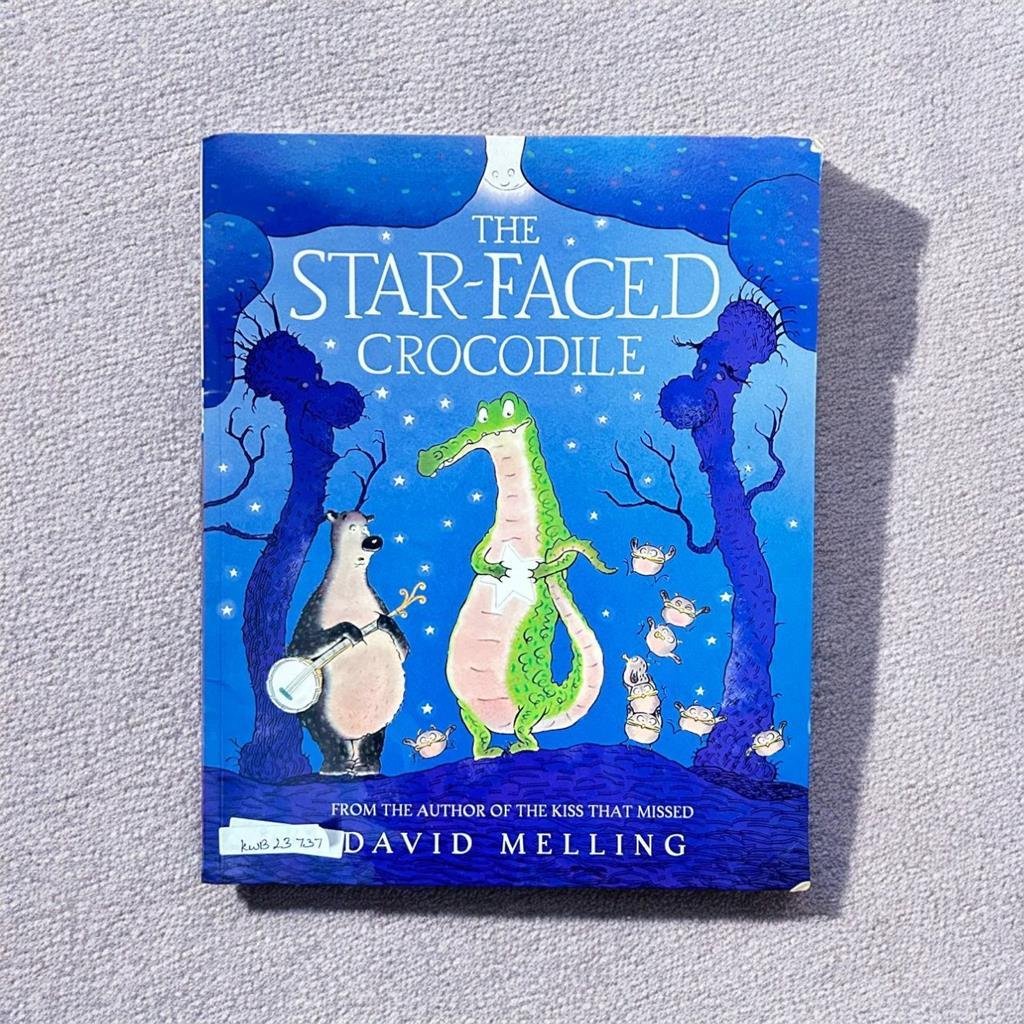 THE
STAR-FACED
CROCODILE
FROM THE AUTHOR OF THE KISS THAT MISSED
KWB 23 737
DAVID MELLING